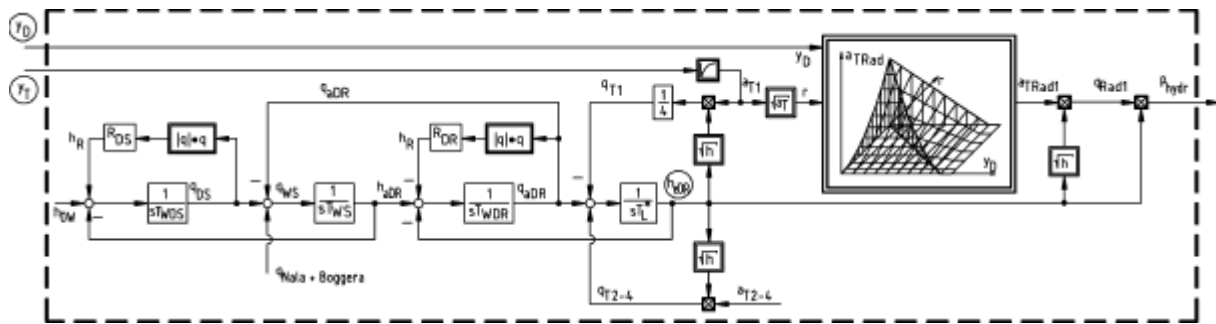 y_D
y_T
q_aDR
q_T1
1/4
a_T1
√a_T
r
y_D
a_TRad
r
y_D
a_TRad1
q_Rad1
P_hydr
h_R
R_DS
|q|•q
h_R
R_DR
|q|•q
√h
√h
h_DW
1/sT_WDS
q_DS
q_WS
1/sT_WS
h_aDR
1/sT_WDR
q_aDR
1/sT_L*
h_WDR
q_Nala + Boggera
√h
q_T2-4
a_T2-4